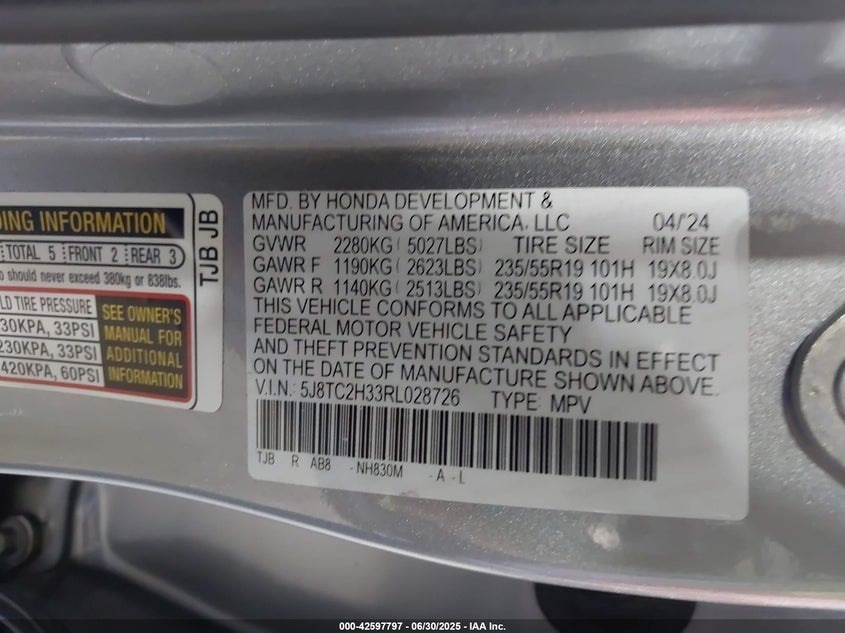 DING INFORMATION
TOTAL 5 FRONT 2 REAR 3
should never exceed 380kg or 838lbs.
LD TIRE PRESSURE
30KPA, 33PSI
230KPA, 33PSI
420KPA, 60PSI
SEE OWNER'S
MANUAL FOR
ADDITIONAL
INFORMATION
TJB JB
MFD. BY HONDA DEVELOPMENT &
MANUFACTURING OF AMERICA, LLC 04/'24
GVWR 2280KG ( 5027LBS) TIRE SIZE RIM SIZE
GAWR F 1190KG ( 2623LBS) 235/55R19 101H 19X8.0J
GAWR R 1140KG ( 2513LBS) 235/55R19 101H 19X8.0J
THIS VEHICLE CONFORMS TO ALL APPLICABLE
FEDERAL MOTOR VEHICLE SAFETY
AND THEFT PREVENTION STANDARDS IN EFFECT
ON THE DATE OF MANUFACTURE SHOWN ABOVE.
V.I.N.: 5J8TC2H33RL028726 TYPE: MPV
TJB R AB8 -NH830M -A -L
000-42597797 - 06/30/2025 - IAA Inc.